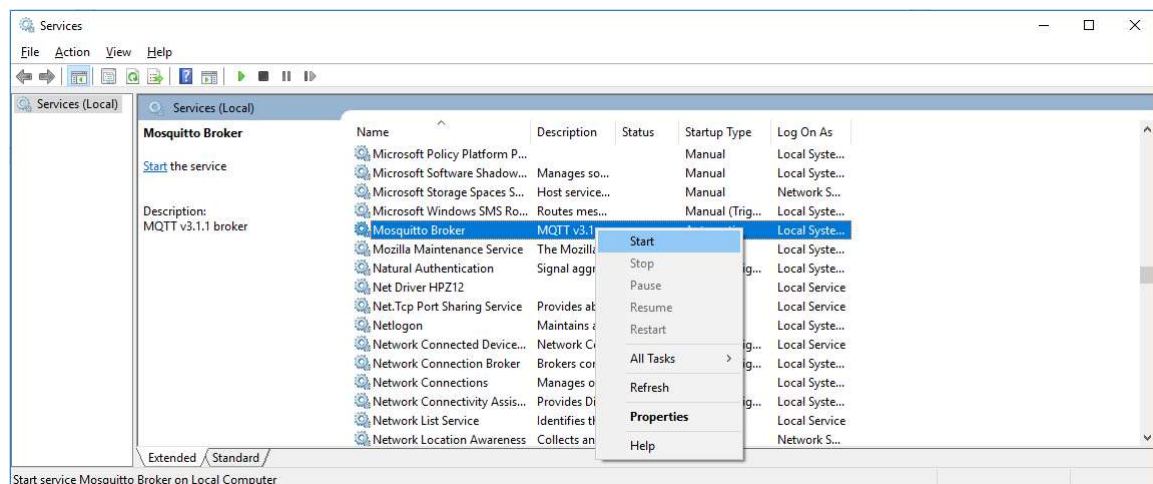 Services
File Action View Help
Services (Local)
Services (Local)
Mosquitto Broker
Start the service
Description:
MQTT v3.1.1 broker
Name Description Status Startup Type Log On As
Microsoft Policy Platform P... Manual Local Syste...
Microsoft Software Shadow... Manages so... Manual Local Syste...
Microsoft Storage Spaces S... Host service... Manual Network S...
Microsoft Windows SMS Ro... Routes mes... Manual (Trig... Local Syste...
Mosquitto Broker MQTT v3.1 Local Syste...
Mozilla Maintenance Service The Mozilla Local Syste...
Natural Authentication Signal aggr ig... Local Syste...
Net Driver HPZ12 Local Service
Net.Tcp Port Sharing Service Provides ab Local Service
Netlogon Maintains a Local Syste...
Network Connected Device... Network Co ig... Local Service
Network Connection Broker Brokers con ig... Local Syste...
Network Connections Manages o Local Syste...
Network Connectivity Assis... Provides Di ig... Local Syste...
Network List Service Identifies th Local Service
Network Location Awareness Collects an Network S...
Start
Stop
Pause
Resume
Restart
All Tasks
Refresh
Properties
Help
Extended Standard
Start service Mosquitto Broker on Local Computer